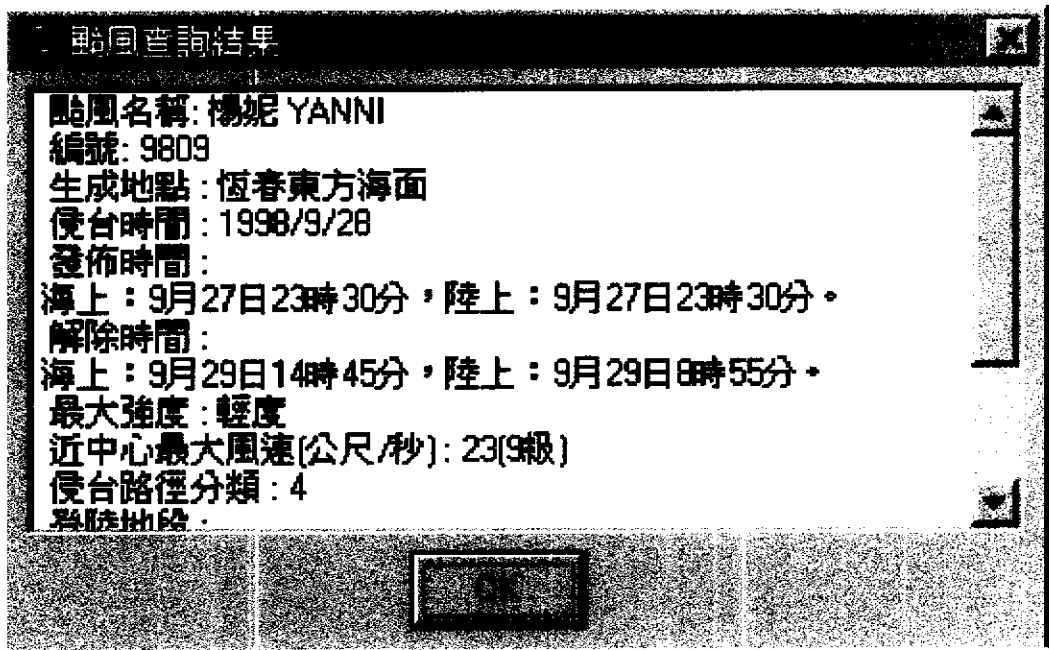 颱風查詢結果
颱風名稱: 楊妮 YANNI
編號: 9809
生成地點 : 恆春東方海面
侵台時間 : 1998/9/28
發佈時間 :
海上：9月27日23時30分，陸上：9月27日23時30分。
解除時間 :
海上：9月29日14時45分，陸上：9月29日8時55分。
最大強度 : 輕度
近中心最大風速(公尺/秒) : 23(9級)
侵台路徑分類 : 4
登陸地段 :
OK